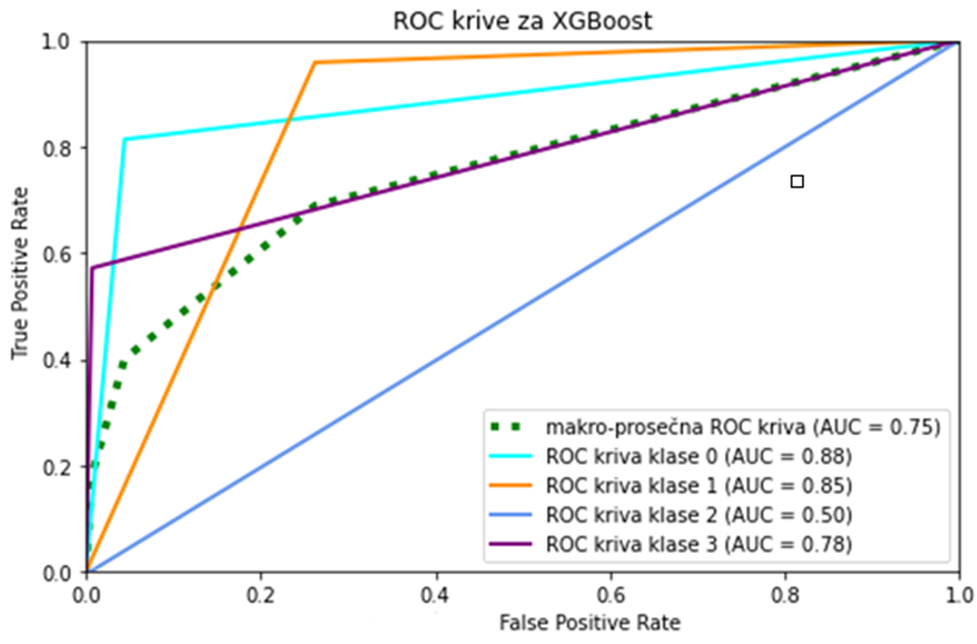 ROC krive za XGBoost
1.0
0.8
0.6
0.4
0.2
0.0
True Positive Rate
makro-prosečna ROC kriva (AUC = 0.75)
ROC kriva klase 0 (AUC = 0.88)
ROC kriva klase 1 (AUC = 0.85)
ROC kriva klase 2 (AUC = 0.50)
ROC kriva klase 3 (AUC = 0.78)
0.0 0.2 0.4 0.6 0.8 1.0
False Positive Rate